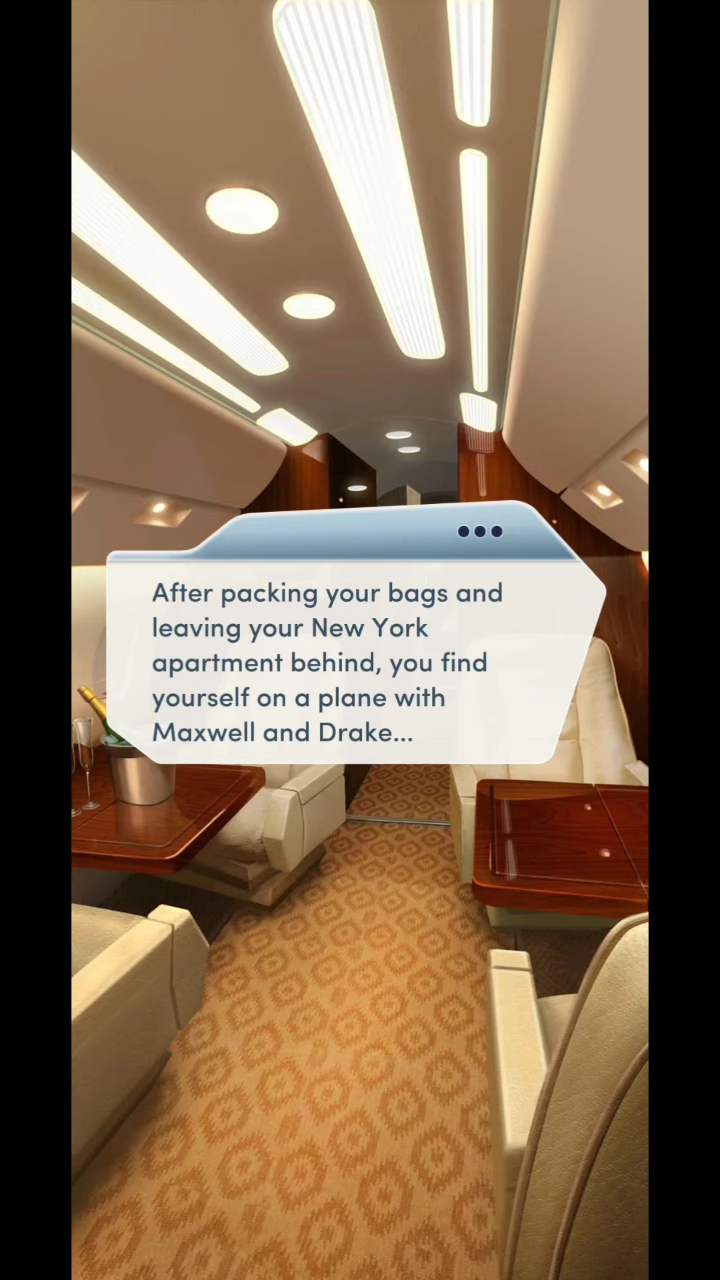 After packing your bags and
leaving your New York
apartment behind, you find
yourself on a plane with
Maxwell and Drake...